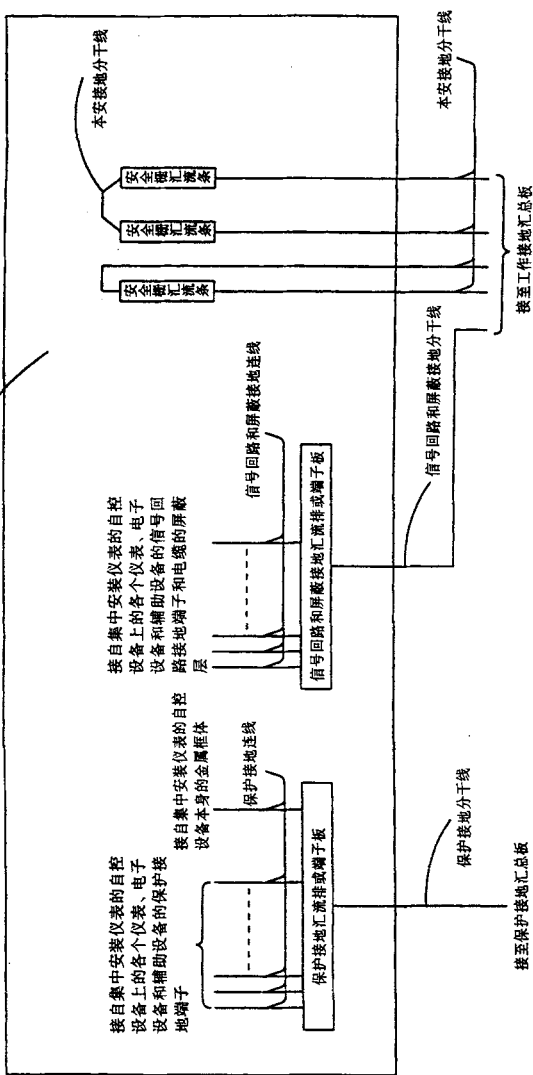 接自集中安装仪表的自控
设备上的各个仪表、电子
设备和辅助设备的保护接
地端子
接自集中安装仪表的自控
设备本身的金属框体
保护接地连线
保护接地汇流排或端子板
保护接地分干线
接至保护接地汇总板
接自集中安装仪表的自控
设备上的各个仪表、电子
设备和辅助设备的信号回
路接地端子和电缆的屏蔽
层
信号回路和屏蔽接地连线
信号回路和屏蔽接地汇流排或端子板
信号回路和屏蔽接地分干线
安全栅汇流条
安全栅汇流条
安全栅汇流条
本安接地分干线
本安接地分干线
接至工作接地汇总板